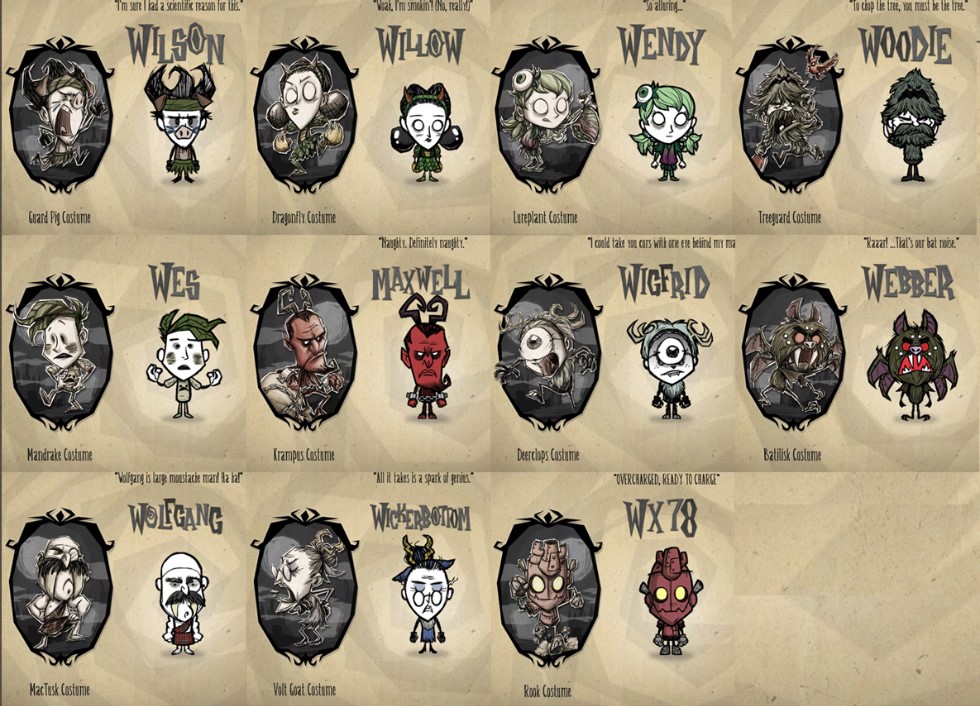 "I'm sure I had a scientific reason for this."
WILSON
Guard Pig Costume
"Woah, I'm smokin'! (No, really!)"
WILLOW
Dragonfly Costume
"So alluring..."
WENDY
Lureplant Costume
"To chop the tree, you must be the tree."
WOODIE
Treeguard Costume
WES
Mandrake Costume
"Naughty. Definitely naughty."
MAXWELL
Krampus Costume
"I could take you curs with one eye behind my ma
WIGFRID
Deerclops Costume
"Raaar! ...That's our bat noise."
WEBBER
Batilisk Costume
"Wolfgang is large moustache man! Ha ha!"
WOLFGANG
MacTusk Costume
"All it takes is a spark of genius."
WICKERBOTTOM
Volt Goat Costume
"OVERCHARGED, READY TO CHARGE"
WX78
Rook Costume